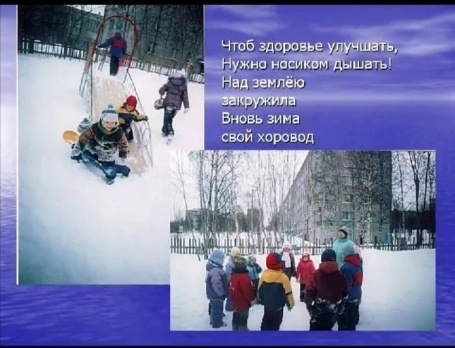 Чтоб здоровье улучшать,
Нужно носиком дышать!
Над землёю
закружила
Вновь зима
свой хоровод